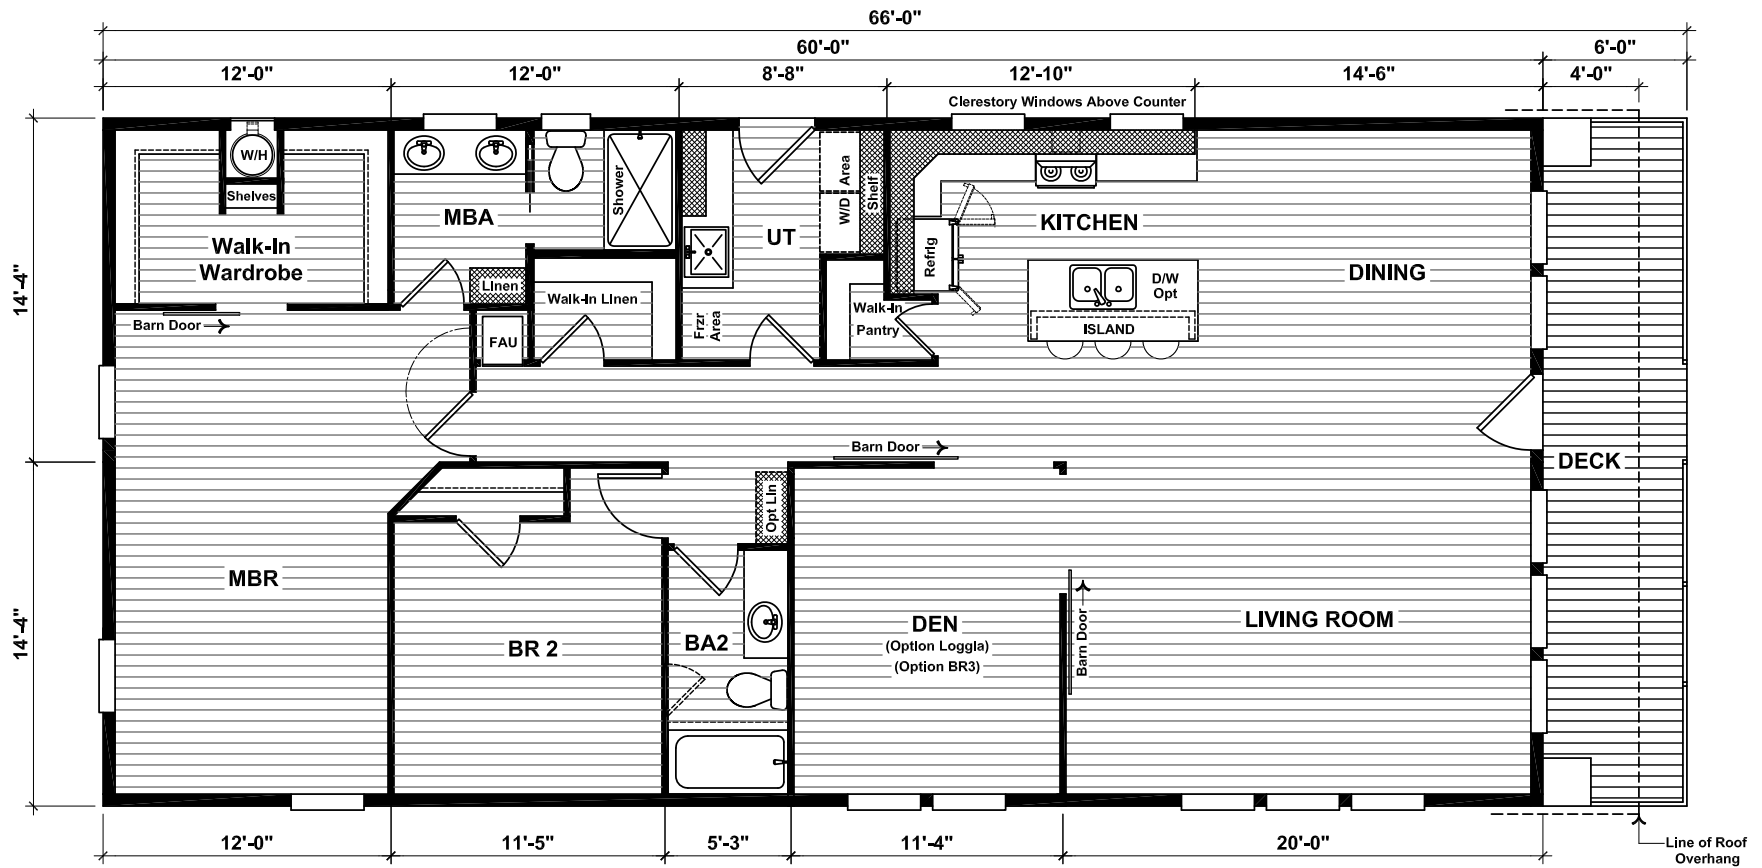 66'-0"
60'-0"
6'-0"
12'-0"
12'-0"
8'-8"
12'-10"
14'-6"
4'-0"
Clerestory Windows Above Counter
W/H
Shelves
Walk-In
Wardrobe
MBA
Shower
Linen
UT
W/D Area
Shelf
KITCHEN
Refrig
DINING
D/W
Opt
ISLAND
14'-4"
Barn Door
FAU
Walk-In Linen
Frzr
Area
Walk-In
Pantry
Barn Door
DECK
Opt Lin
MBR
BR 2
BA2
DEN
(Option Loggia)
(Option BR3)
Barn Door
LIVING ROOM
14'-4"
12'-0"
11'-5"
5'-3"
11'-4"
20'-0"
Line of Roof
Overhang